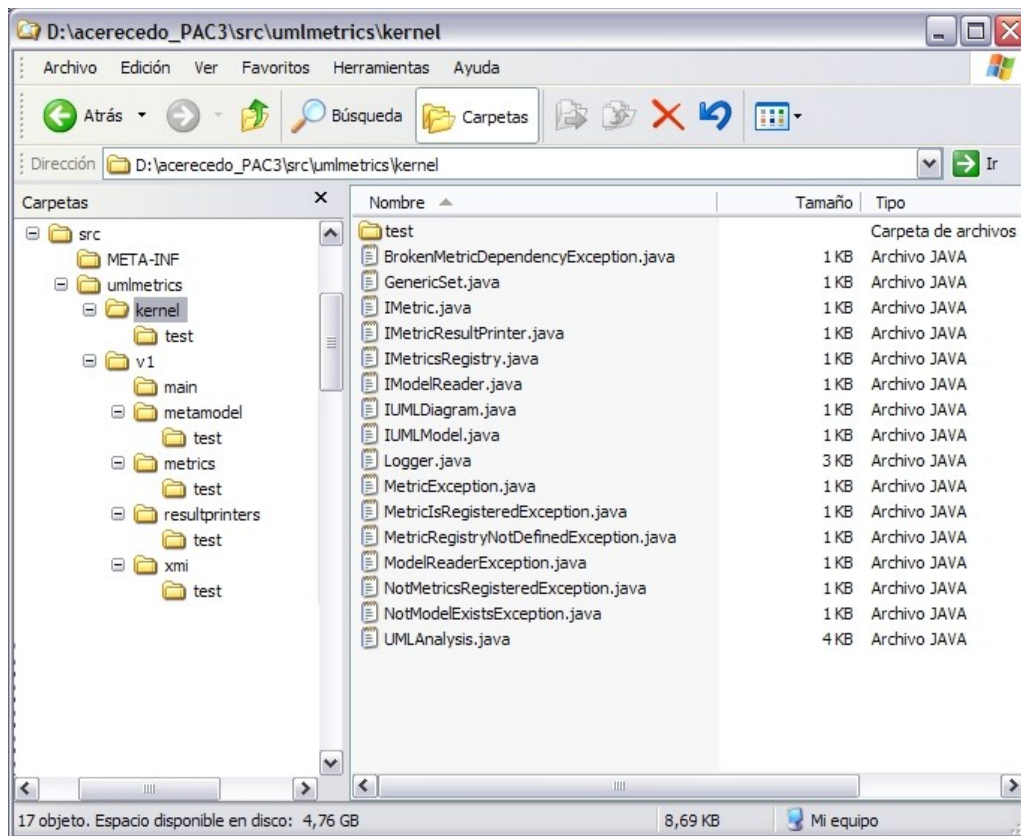 D:\acerecedo_PAC3\src\umlmetrics\kernel
Archivo Edición Ver Favoritos Herramientas Ayuda
Atrás Búsqueda Carpetas
Dirección D:\acerecedo_PAC3\src\umlmetrics\kernel Ir
Carpetas x Nombre Tamaño Tipo
src
META-INF
umlmetrics
kernel
test
v1
main
metamodel
test
metrics
test
resultprinters
test
xmi
test
test Carpeta de archivos
BrokenMetricDependencyException.java 1 KB Archivo JAVA
GenericSet.java 1 KB Archivo JAVA
IMetric.java 1 KB Archivo JAVA
IMetricResultPrinter.java 1 KB Archivo JAVA
IMetricsRegistry.java 1 KB Archivo JAVA
IModelReader.java 1 KB Archivo JAVA
IUMLDiagram.java 1 KB Archivo JAVA
IUMLModel.java 1 KB Archivo JAVA
Logger.java 3 KB Archivo JAVA
MetricException.java 1 KB Archivo JAVA
MetricIsRegisteredException.java 1 KB Archivo JAVA
MetricRegistryNotDefinedException.java 1 KB Archivo JAVA
ModelReaderException.java 1 KB Archivo JAVA
NotMetricsRegisteredException.java 1 KB Archivo JAVA
NotModelExistsException.java 1 KB Archivo JAVA
UMLAnalysis.java 4 KB Archivo JAVA
17 objeto. Espacio disponible en disco: 4,76 GB 8,69 KB Mi equipo